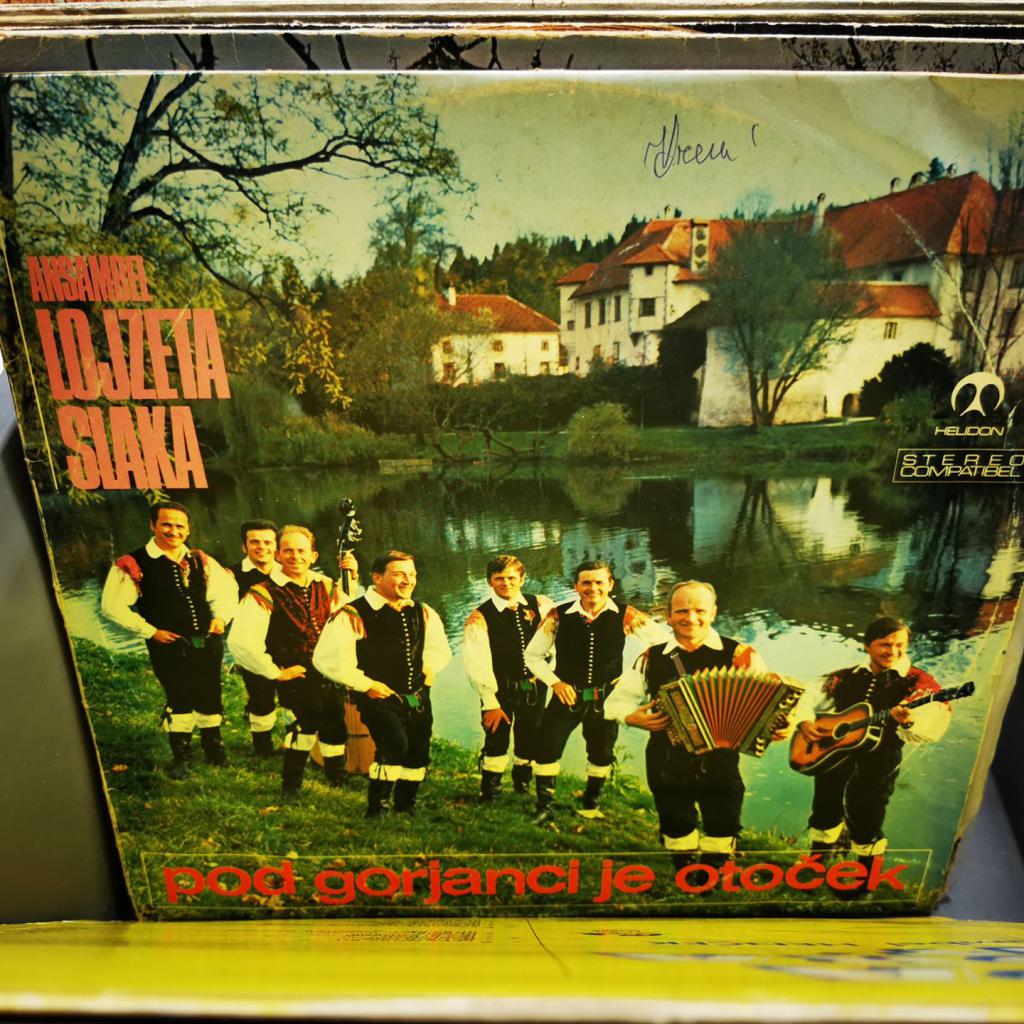 ANSAMBEL
LOJZETA
SLAKA
HELIDON
STEREO
COMPATIBEL
pod gorjanci je otoček